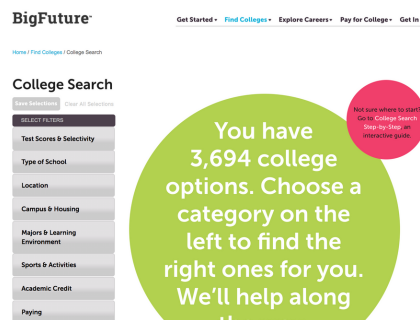 BigFuture™
Get Started Find Colleges Explore Careers Pay for College Get In
Home / Find Colleges / College Search
College Search
Save Selections Clear All Selections
SELECT FILTERS
Test Scores & Selectivity
Type of School
Location
Campus & Housing
Majors & Learning
Environment
Sports & Activities
Academic Credit
Paying
You have
3,694 college
options. Choose a
category on the
left to find the
right ones for you.
We'll help along
Not sure where to start?
Go to College Search
Step-by-Step, an
interactive guide.